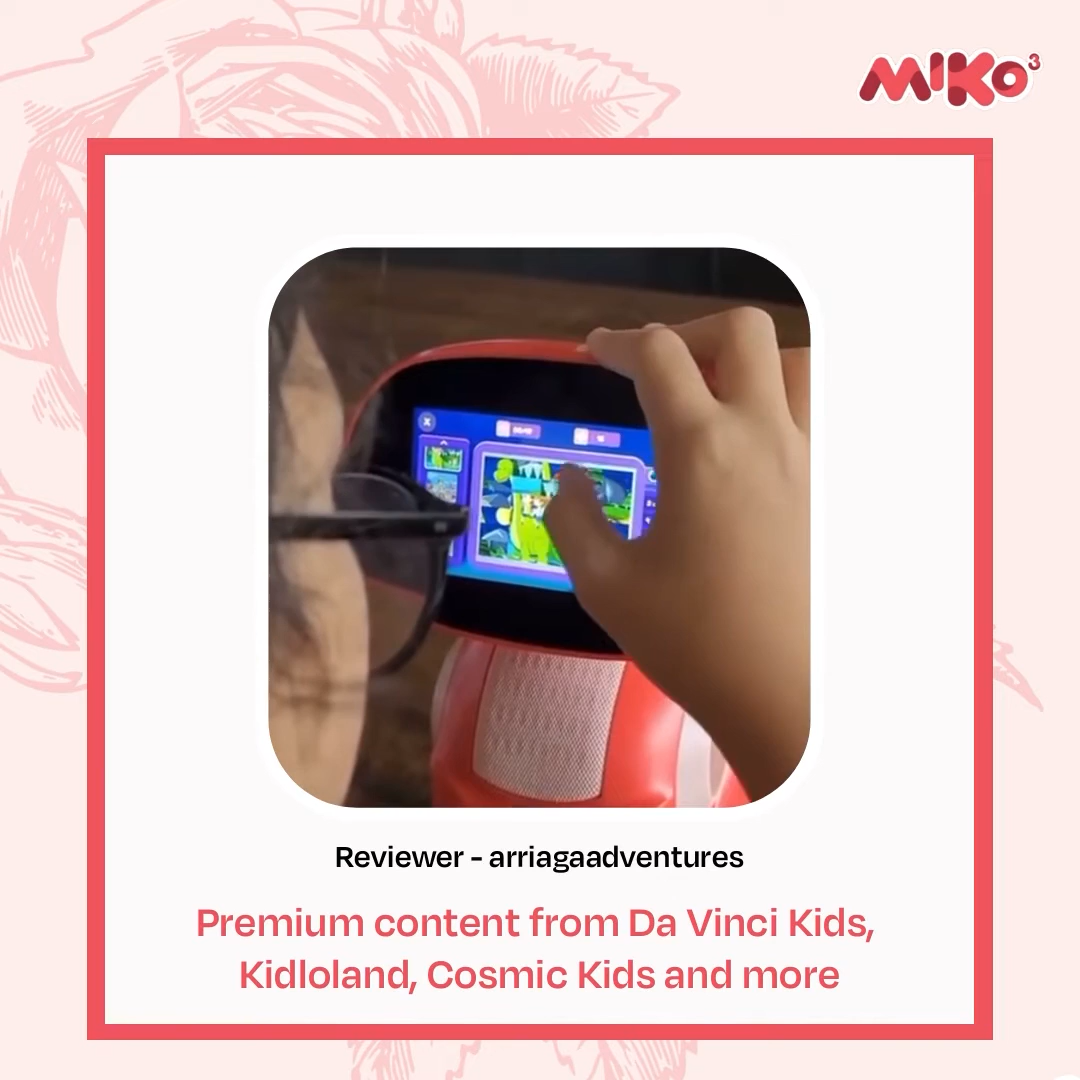 MIKO3
Reviewer - arriagaadventures
Premium content from Da Vinci Kids,
Kidloland, Cosmic Kids and more